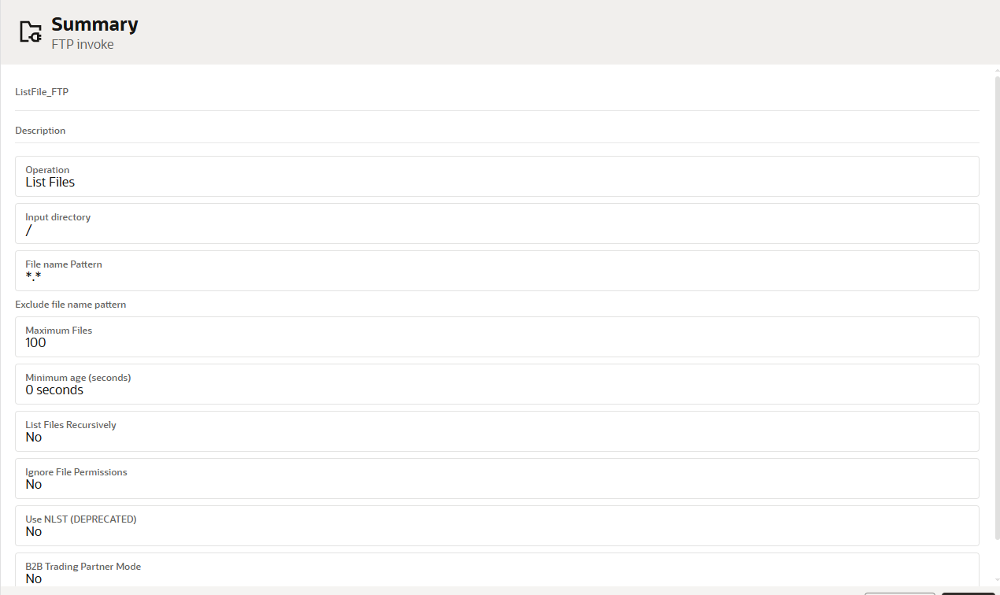 Summary
FTP invoke
ListFile_FTP
Description
Operation
List Files
Input directory
/
File name Pattern
*.*
Exclude file name pattern
Maximum Files
100
Minimum age (seconds)
0 seconds
List Files Recursively
No
Ignore File Permissions
No
Use NLST (DEPRECATED)
No
B2B Trading Partner Mode
No